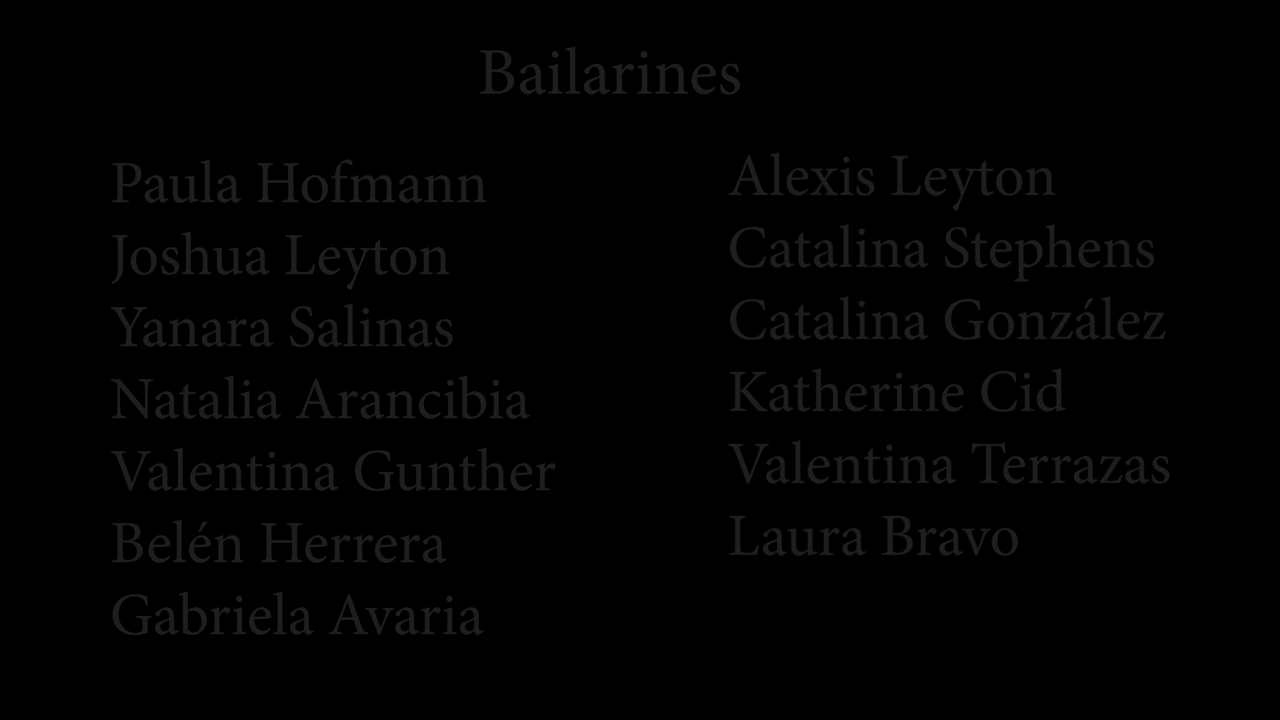 Bailarines
Paula Hofmann
Joshua Leyton
Yanara Salinas
Natalia Arancibia
Valentina Gunther
Belén Herrera
Gabriela Avaria
Alexis Leyton
Catalina Stephens
Catalina González
Katherine Cid
Valentina Terrazas
Laura Bravo